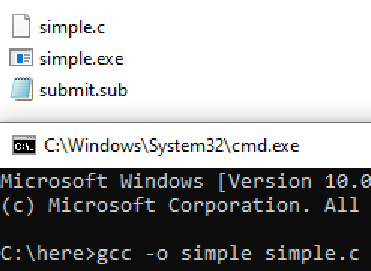 simple.c
simple.exe
submit.sub
C:\Windows\System32\cmd.exe
Microsoft Windows [Version 10.0
(c) Microsoft Corporation. All
C:\here>gcc -o simple simple.c